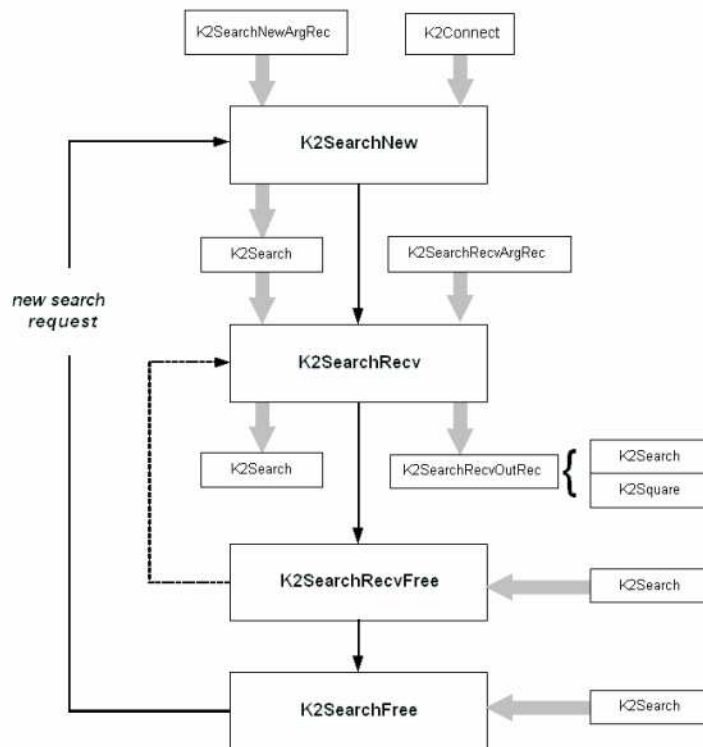 K2SearchNewArgRec
K2Connect
K2SearchNew
K2Search
K2SearchRecvArgRec
new search
request
K2SearchRecv
K2Search
K2SearchRecvOutRec
{
K2Search
K2Square
K2SearchRecvFree
K2Search
K2SearchFree
K2Search